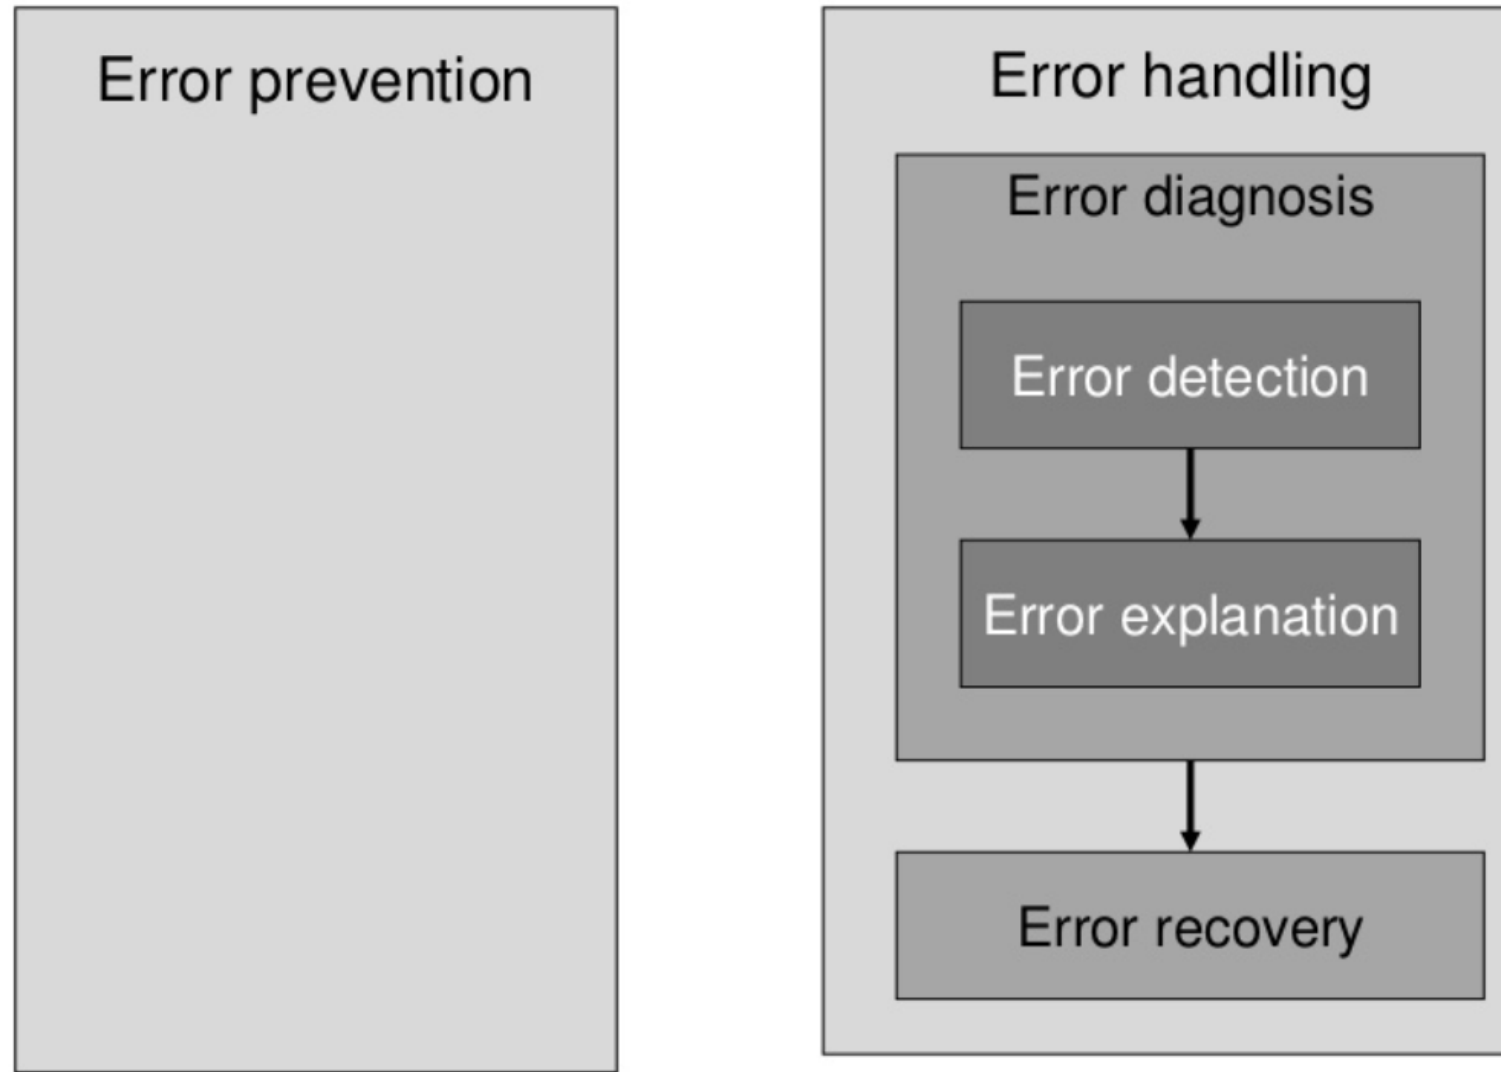 Error prevention
Error handling
Error diagnosis
Error detection
Error explanation
Error recovery